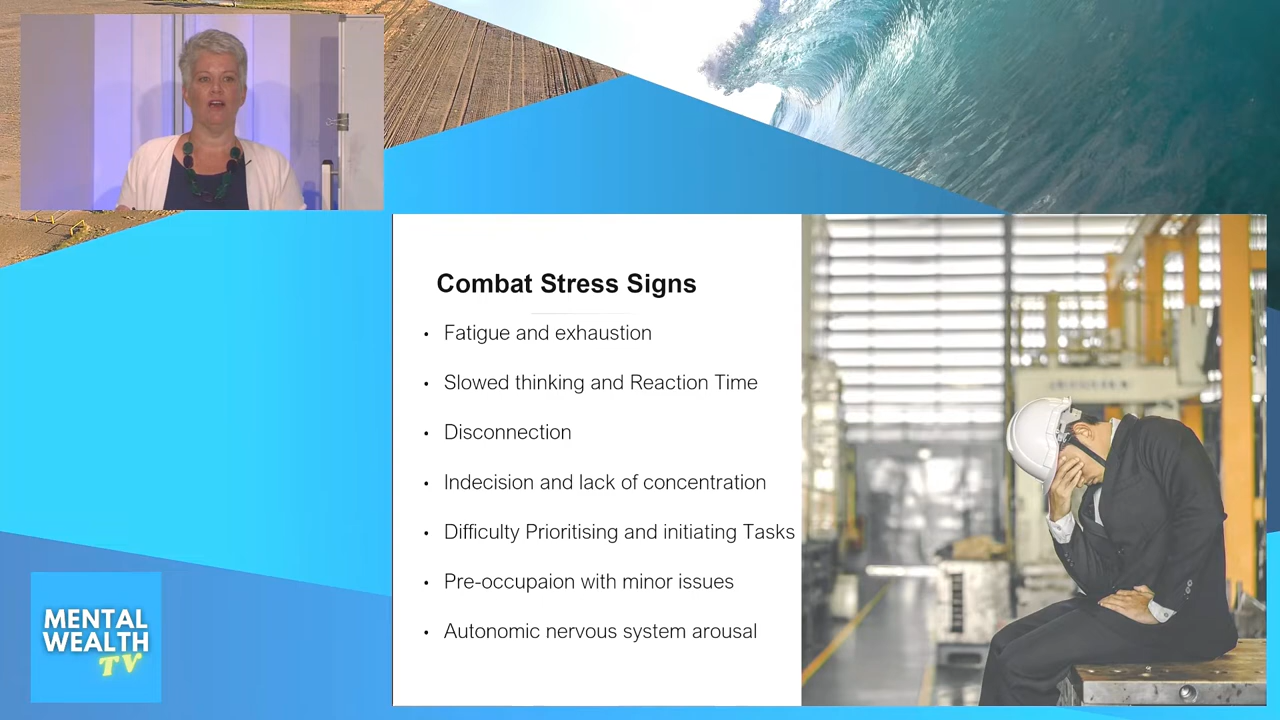 Combat Stress Signs
• Fatigue and exhaustion
• Slowed thinking and Reaction Time
• Disconnection
• Indecision and lack of concentration
• Difficulty Prioritising and initiating Tasks
• Pre-occupaion with minor issues
• Autonomic nervous system arousal
MENTAL
WEALTH
TV